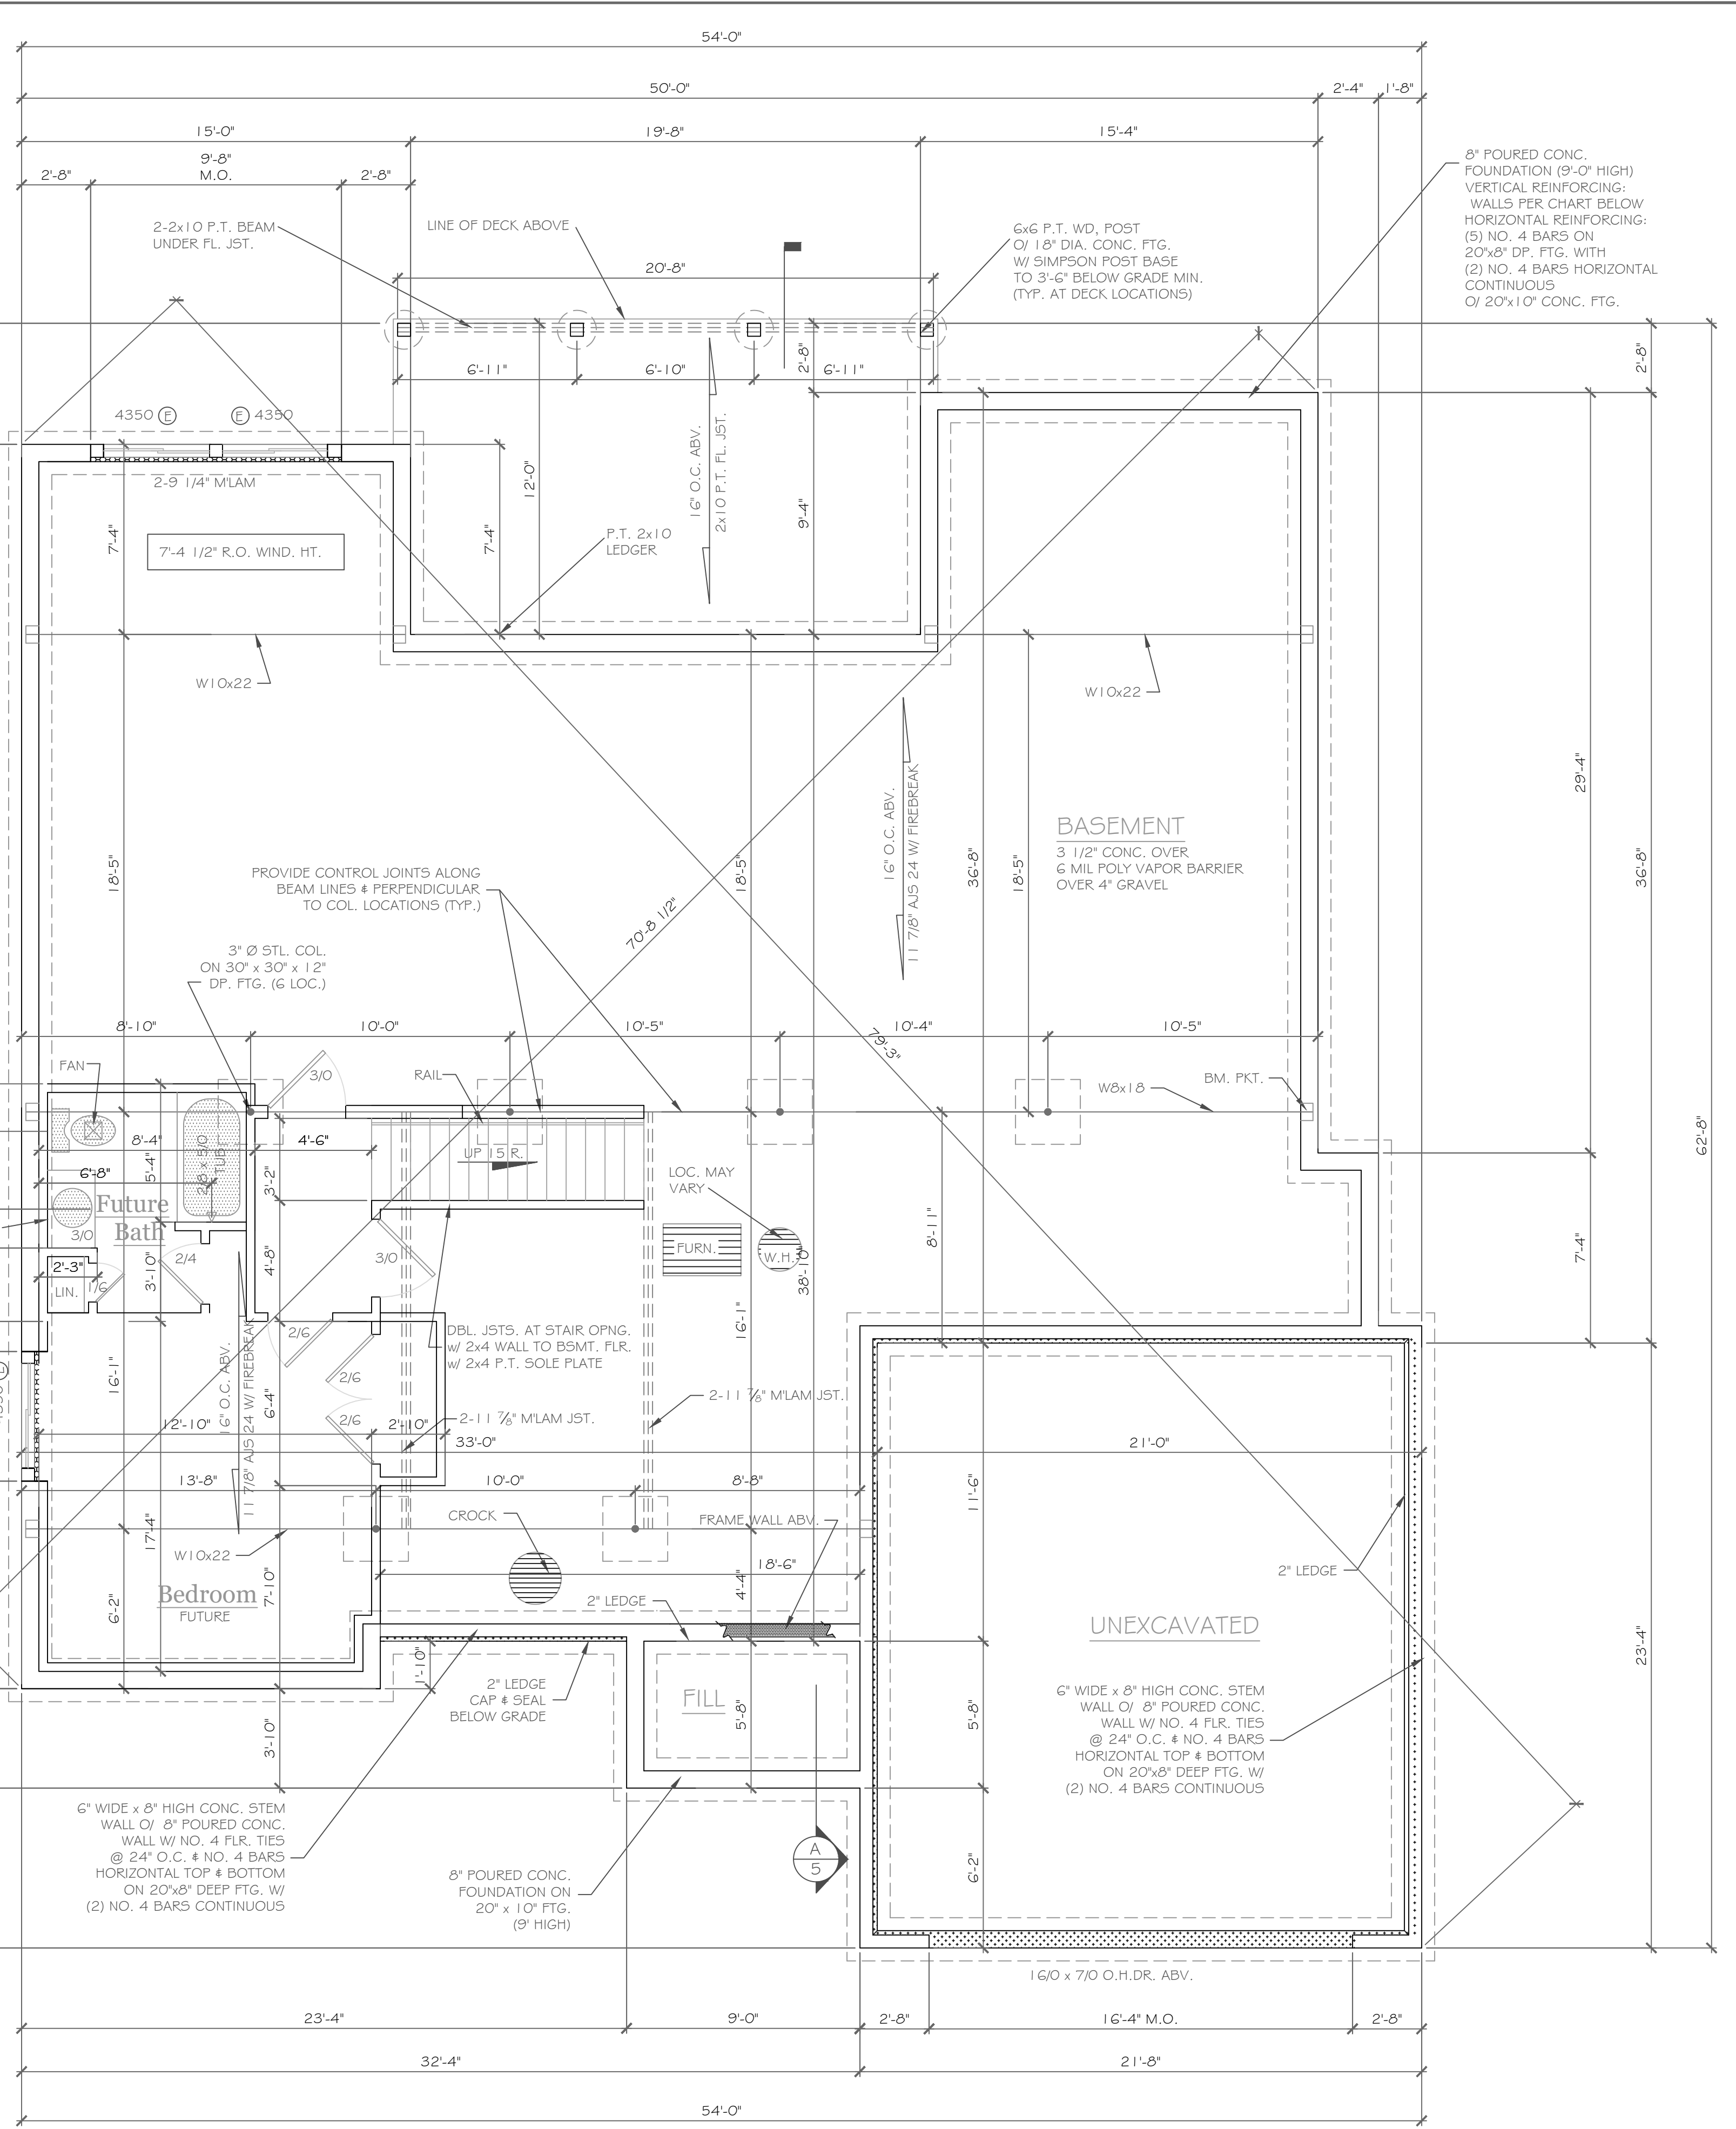 54'-0"
50'-0"
2'-4"
1'-8"
15'-0"
19'-8"
15'-4"
9'-8"
M.O.
2'-8"
2'-8"
8" POURED CONC.
FOUNDATION (9'-0" HIGH)
VERTICAL REINFORCING:
WALLS PER CHART BELOW
HORIZONTAL REINFORCING:
(5) NO. 4 BARS ON
20"x8" DP. FTG. WITH
(2) NO. 4 BARS HORIZONTAL
CONTINUOUS
O/ 20"x10" CONC. FTG.
2-2x10 P.T. BEAM
UNDER FL. JST.
LINE OF DECK ABOVE
6x6 P.T. WD, POST
O/ 18" DIA. CONC. FTG.
W/ SIMPSON POST BASE
TO 3'-6" BELOW GRADE MIN.
(TYP. AT DECK LOCATIONS)
20'-8"
6'-11"
6'-10"
6'-11"
2'-8"
2'-8"
4350 E
E 4350
2-9 1/4" M'LAM
7'-4 1/2" R.O. WIND. HT.
7'-4"
7'-4"
12'-0"
16" O.C. ABV.
2x10 P.T. FL. JST.
9'-4"
P.T. 2x10
LEDGER
W10x22
W10x22
29'-4"
BASEMENT
3 1/2" CONC. OVER
6 MIL POLY VAPOR BARRIER
OVER 4" GRAVEL
16" O.C. ABV.
11 7/8" AJS 24 W/ FIREBREAK
18'-5"
18'-5"
36'-8"
18'-5"
36'-8"
62'-8"
PROVIDE CONTROL JOINTS ALONG
BEAM LINES & PERPENDICULAR
TO COL. LOCATIONS (TYP.)
70'-8 1/2"
79'-3"
3" Ø STL. COL.
ON 30" x 30" x 12"
DP. FTG. (6 LOC.)
8'-10"
10'-0"
10'-5"
10'-4"
10'-5"
FAN
3/0
RAIL
W8x18
BM. PKT.
8'-4"
4'-6"
5'-4"
6'-8"
2/8 x 5/0
TUB
3'-2"
UP 15 R.
LOC. MAY
VARY
Future
Bath
3/0
2/4
3/0
FURN.
W.H.
38'-10"
8'-11"
7'-4"
2'-3"
1/6
LIN.
3'-10"
4'-8"
2/6
2/6
2/6
DBL. JSTS. AT STAIR OPNG.
w/ 2x4 WALL TO BSMT. FLR.
w/ 2x4 P.T. SOLE PLATE
16'-1"
16'-1"
16" O.C. ABV.
11 7/8" AJS 24 W/ FIREBREAK
6'-4"
2-11 7/8" M'LAM JST.
2-11 7/8" M'LAM JST.
12'-10"
2'-10"
33'-0"
21'-0"
13'-8"
10'-0"
8'-8"
11'-6"
CROCK
FRAME WALL ABV.
17'-4"
W10x22
18'-6"
2" LEDGE
Bedroom
FUTURE
7'-10"
6'-2"
4'-4"
2" LEDGE
UNEXCAVATED
23'-4"
1'-10"
2" LEDGE
CAP & SEAL
BELOW GRADE
FILL
5'-8"
5'-8"
3'-10"
6" WIDE x 8" HIGH CONC. STEM
WALL O/ 8" POURED CONC.
WALL W/ NO. 4 FLR. TIES
@ 24" O.C. & NO. 4 BARS
HORIZONTAL TOP & BOTTOM
ON 20"x8" DEEP FTG. W/
(2) NO. 4 BARS CONTINUOUS
6" WIDE x 8" HIGH CONC. STEM
WALL O/ 8" POURED CONC.
WALL W/ NO. 4 FLR. TIES
@ 24" O.C. & NO. 4 BARS
HORIZONTAL TOP & BOTTOM
ON 20"x8" DEEP FTG. W/
(2) NO. 4 BARS CONTINUOUS
A
5
6'-2"
8" POURED CONC.
FOUNDATION ON
20" x 10" FTG.
(9' HIGH)
16/0 x 7/0 O.H.DR. ABV.
23'-4"
9'-0"
2'-8"
16'-4" M.O.
2'-8"
32'-4"
21'-8"
54'-0"